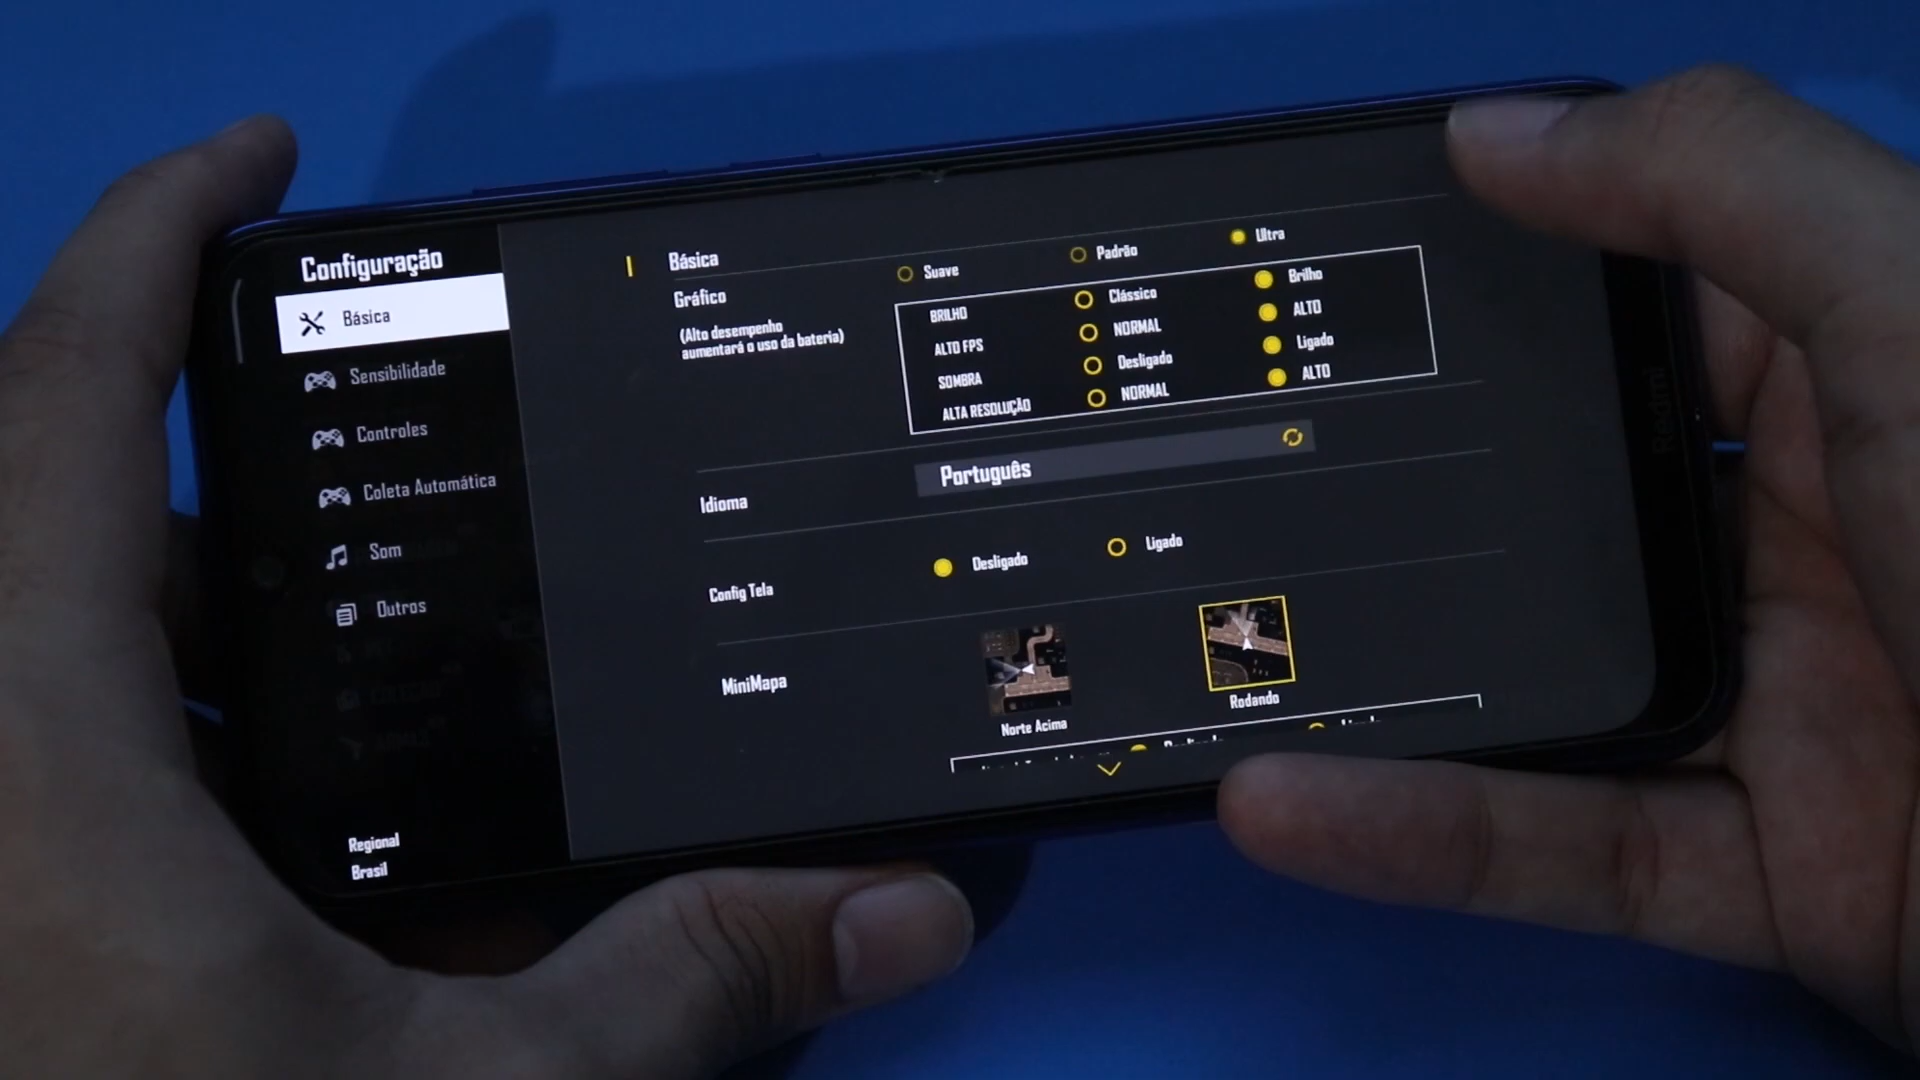 Configuração
Básica
Sensibilidade
Controles
Coleta Automática
Som
Outros
Regional
Brasil
Básica
Gráfico
(Alto desempenho
aumentará o uso da bateria)
Suave Padrão Ultra
BRILHO Clássico Brilho
ALTO FPS NORMAL ALTO
SOMBRA Desligado Ligado
ALTA RESOLUÇÃO NORMAL ALTO
Idioma Português
Config Tela Desligado Ligado
MiniMapa
Norte Acima Rodando
Redmi